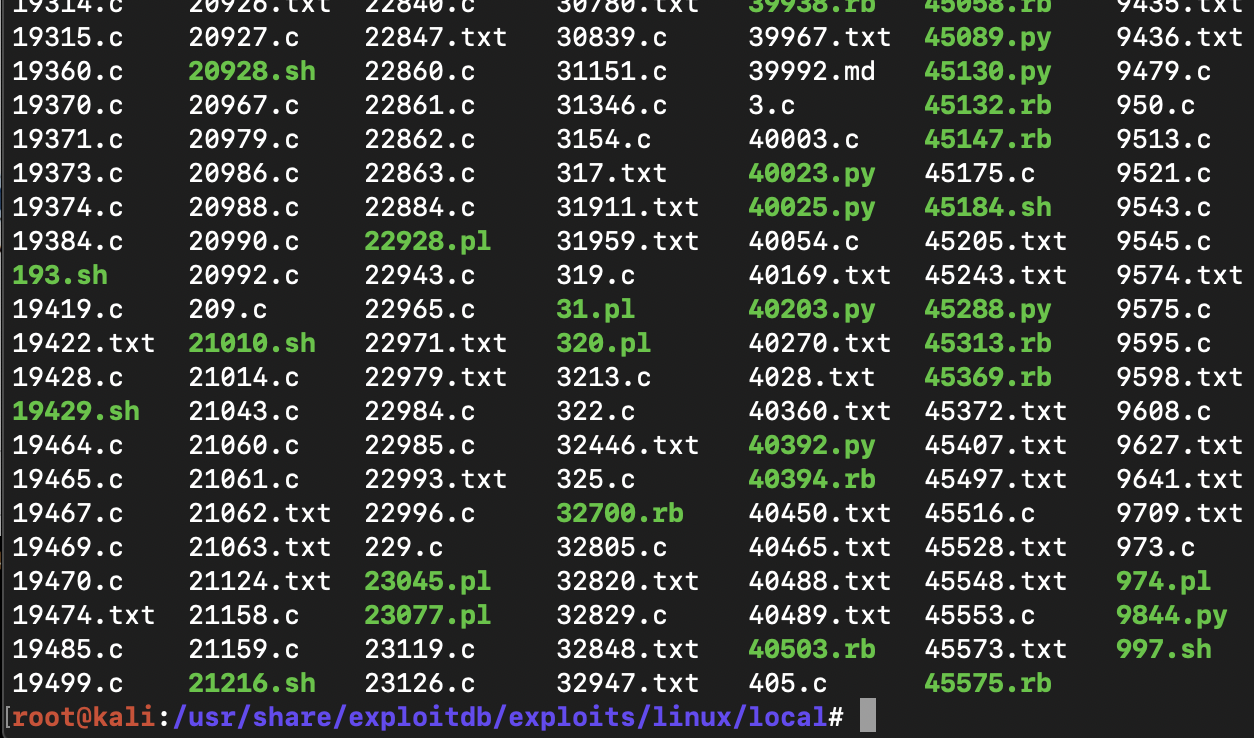 19314.c 20926.txt 22840.c 30780.txt 39938.rb 45058.rb 9435.txt
19315.c 20927.c 22847.txt 30839.c 39967.txt 45089.py 9436.txt
19360.c 20928.sh 22860.c 31151.c 39992.md 45130.py 9479.c
19370.c 20967.c 22861.c 31346.c 3.c 45132.rb 950.c
19371.c 20979.c 22862.c 3154.c 40003.c 45147.rb 9513.c
19373.c 20986.c 22863.c 317.txt 40023.py 45175.c 9521.c
19374.c 20988.c 22884.c 31911.txt 40025.py 45184.sh 9543.c
19384.c 20990.c 22928.pl 31959.txt 40054.c 45205.txt 9545.c
193.sh 20992.c 22943.c 319.c 40169.txt 45243.txt 9574.txt
19419.c 209.c 22965.c 31.pl 40203.py 45288.py 9575.c
19422.txt 21010.sh 22971.txt 320.pl 40270.txt 45313.rb 9595.c
19428.c 21014.c 22979.txt 3213.c 4028.txt 45369.rb 9598.txt
19429.sh 21043.c 22984.c 322.c 40360.txt 45372.txt 9608.c
19464.c 21060.c 22985.c 32446.txt 40392.py 45407.txt 9627.txt
19465.c 21061.c 22993.txt 325.c 40394.rb 45497.txt 9641.txt
19467.c 21062.txt 22996.c 32700.rb 40450.txt 45516.c 9709.txt
19469.c 21063.txt 229.c 32805.c 40465.txt 45528.txt 973.c
19470.c 21124.txt 23045.pl 32820.txt 40488.txt 45548.txt 974.pl
19474.txt 21158.c 23077.pl 32829.c 40489.txt 45553.c 9844.py
19485.c 21159.c 23119.c 32848.txt 40503.rb 45573.txt 997.sh
19499.c 21216.sh 23126.c 32947.txt 405.c 45575.rb
[root@kali:/usr/share/exploitdb/exploits/linux/local#